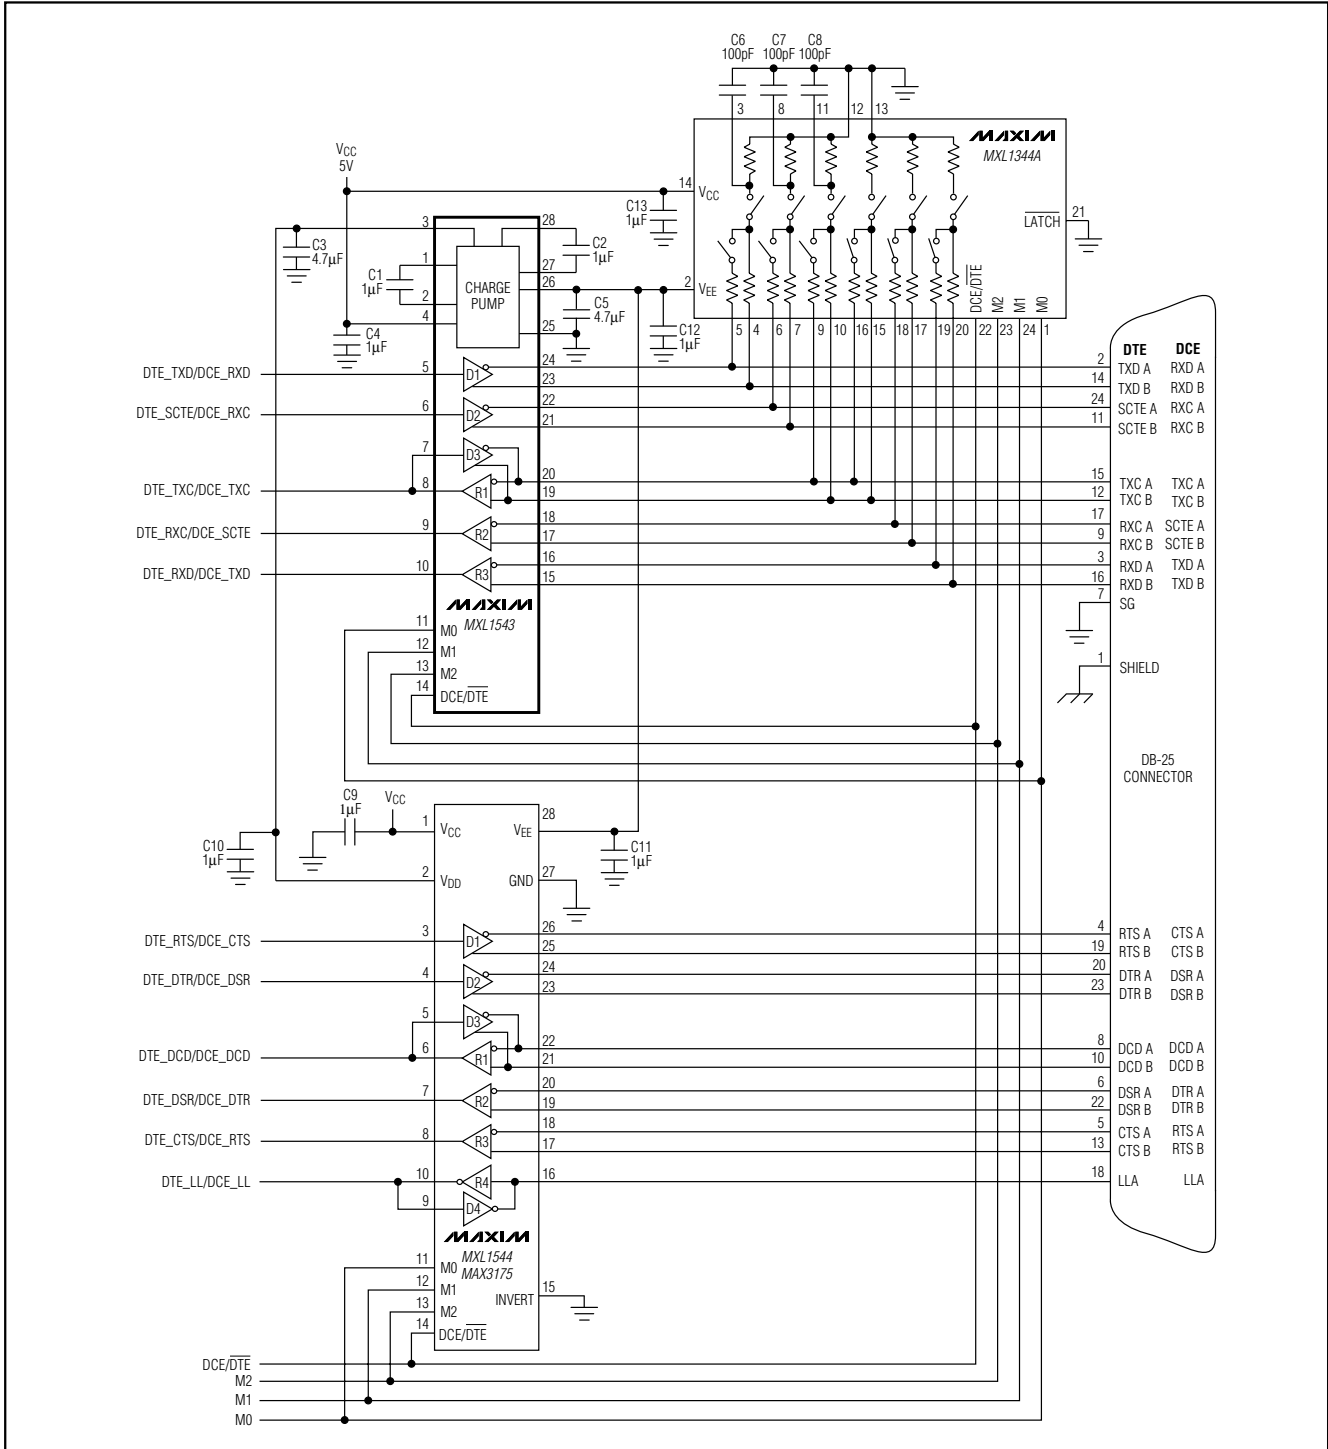 C6 C7 C8
100pF 100pF 100pF
3 8 11 12 13
MAXIM
MXL1344A
VCC
5V
14 VCC
C13
1µF
LATCH 21
3 28
C3
4.7µF
C2
1µF
1 27
C1
1µF
CHARGE
PUMP
26 2 VEE
2
C5
4.7µF
DCE/DTE M2 M1 M0
4 25
C4
1µF
C12
1µF
5 4 6 7 9 10 16 15 18 17 19 20 22 23 24 1
DTE DCE
DTE_TXD/DCE_RXD 5 D1 24 2 TXD A RXD A
23 14 TXD B RXD B
DTE_SCTE/DCE_RXC 6 D2 22 24 SCTE A RXC A
21 11 SCTE B RXC B
7 D3
DTE_TXC/DCE_TXC 8 R1 20 15 TXC A TXC A
19 12 TXC B TXC B
DTE_RXC/DCE_SCTE 9 R2 18 17 RXC A SCTE A
17 9 RXC B SCTE B
DTE_RXD/DCE_TXD 10 R3 16 3 RXD A TXD A
15 16 RXD B TXD B
7 SG
MAXIM
MXL1543
11 M0
12 M1
13 M2
14 DCE/DTE
1 SHIELD
DB-25
CONNECTOR
C9
1µF
VCC
1 VCC VEE 28
C10
1µF
C11
1µF
2 VDD GND 27
DTE_RTS/DCE_CTS 3 D1 26 4 RTS A CTS A
25 19 RTS B CTS B
DTE_DTR/DCE_DSR 4 D2 24 20 DTR A DSR A
23 23 DTR B DSR B
5 D3
DTE_DCD/DCE_DCD 6 R1 22 8 DCD A DCD A
21 10 DCD B DCD B
DTE_DSR/DCE_DTR 7 R2 20 6 DSR A DTR A
19 22 DSR B DTR B
DTE_CTS/DCE_RTS 8 R3 18 5 CTS A RTS A
17 13 CTS B RTS B
DTE_LL/DCE_LL 10 R4 16 18 LLA LLA
9 D4
MAXIM
MXL1544
MAX3175
11 M0
12 M1
13 M2
INVERT 15
14 DCE/DTE
DCE/DTE
M2
M1
M0